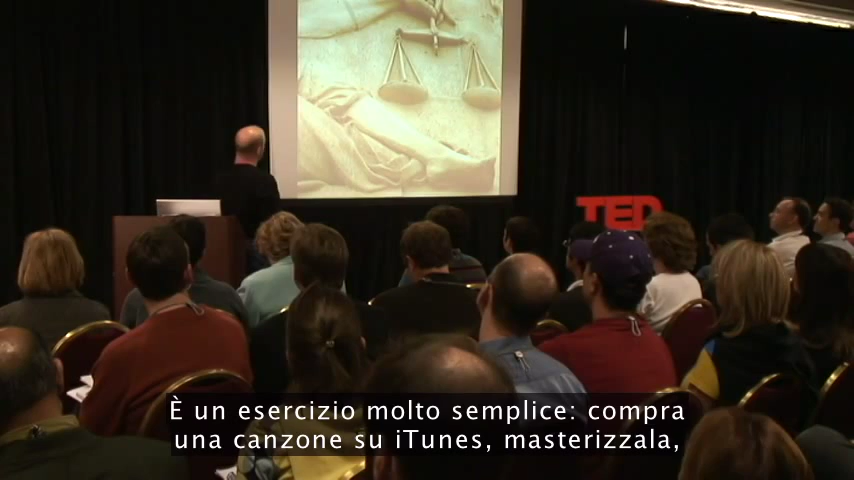 TED
È un esercizio molto semplice: compra
una canzone su iTunes, masterizzala,